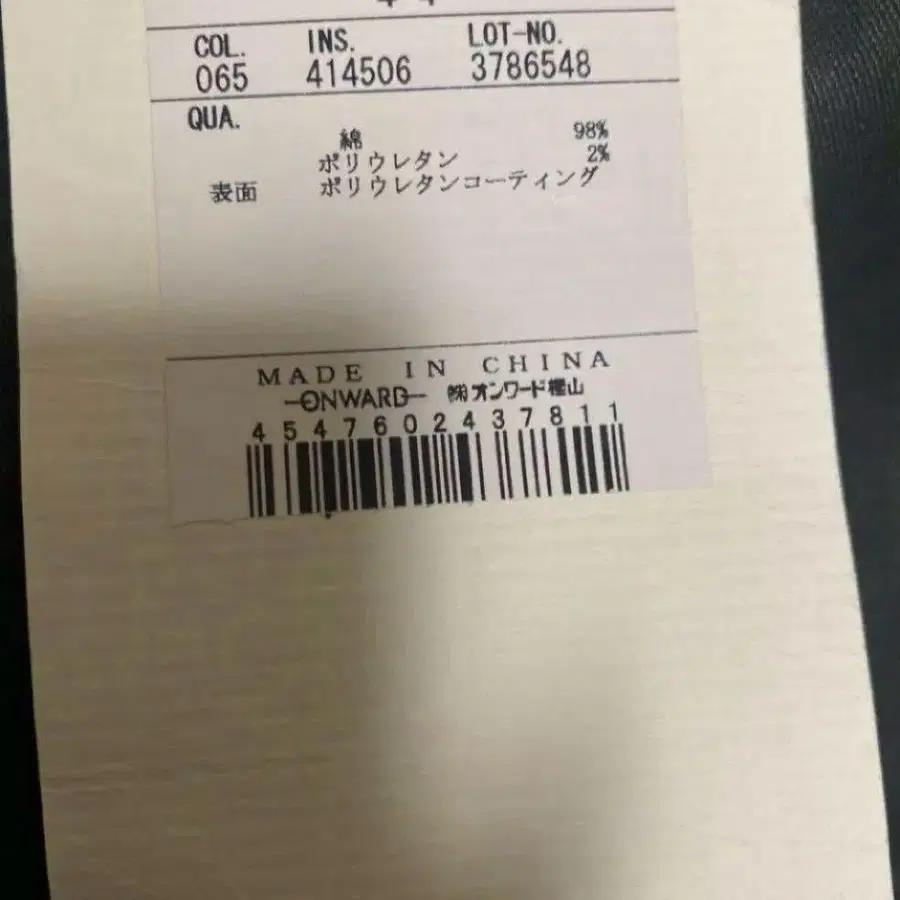 COL. INS. LOT-NO.
065 414506 3786548
QUA.
綿 98%
ポリウレタン 2%
表面 ポリウレタンコーティング
MADE IN CHINA
ONWARD ㈱オンワード樫山
4547602437811